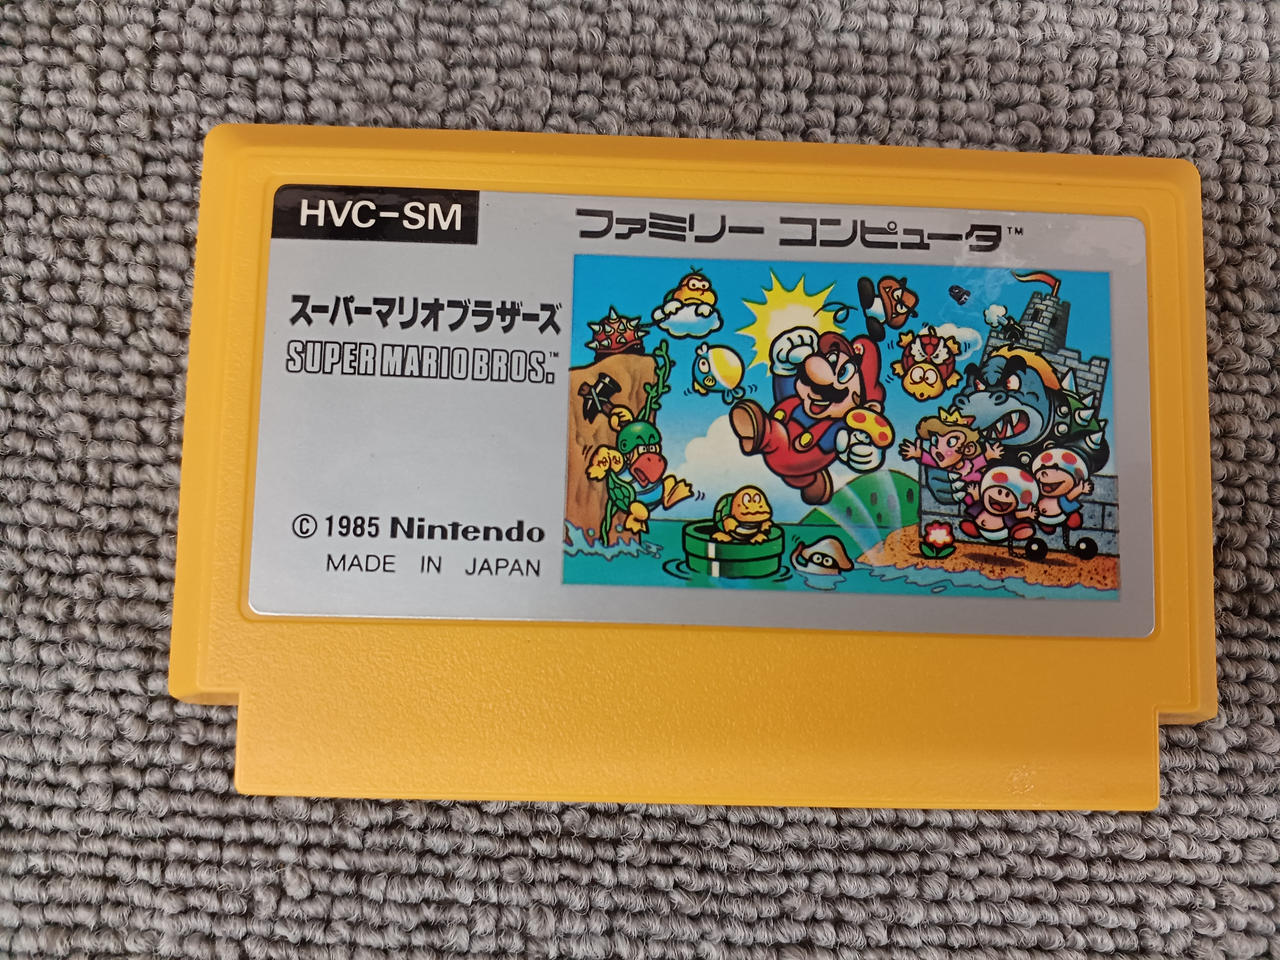 HVC-SM
ファミリー コンピュータ™
スーパーマリオブラザーズ
SUPER MARIO BROS.™
© 1985 Nintendo
MADE IN JAPAN